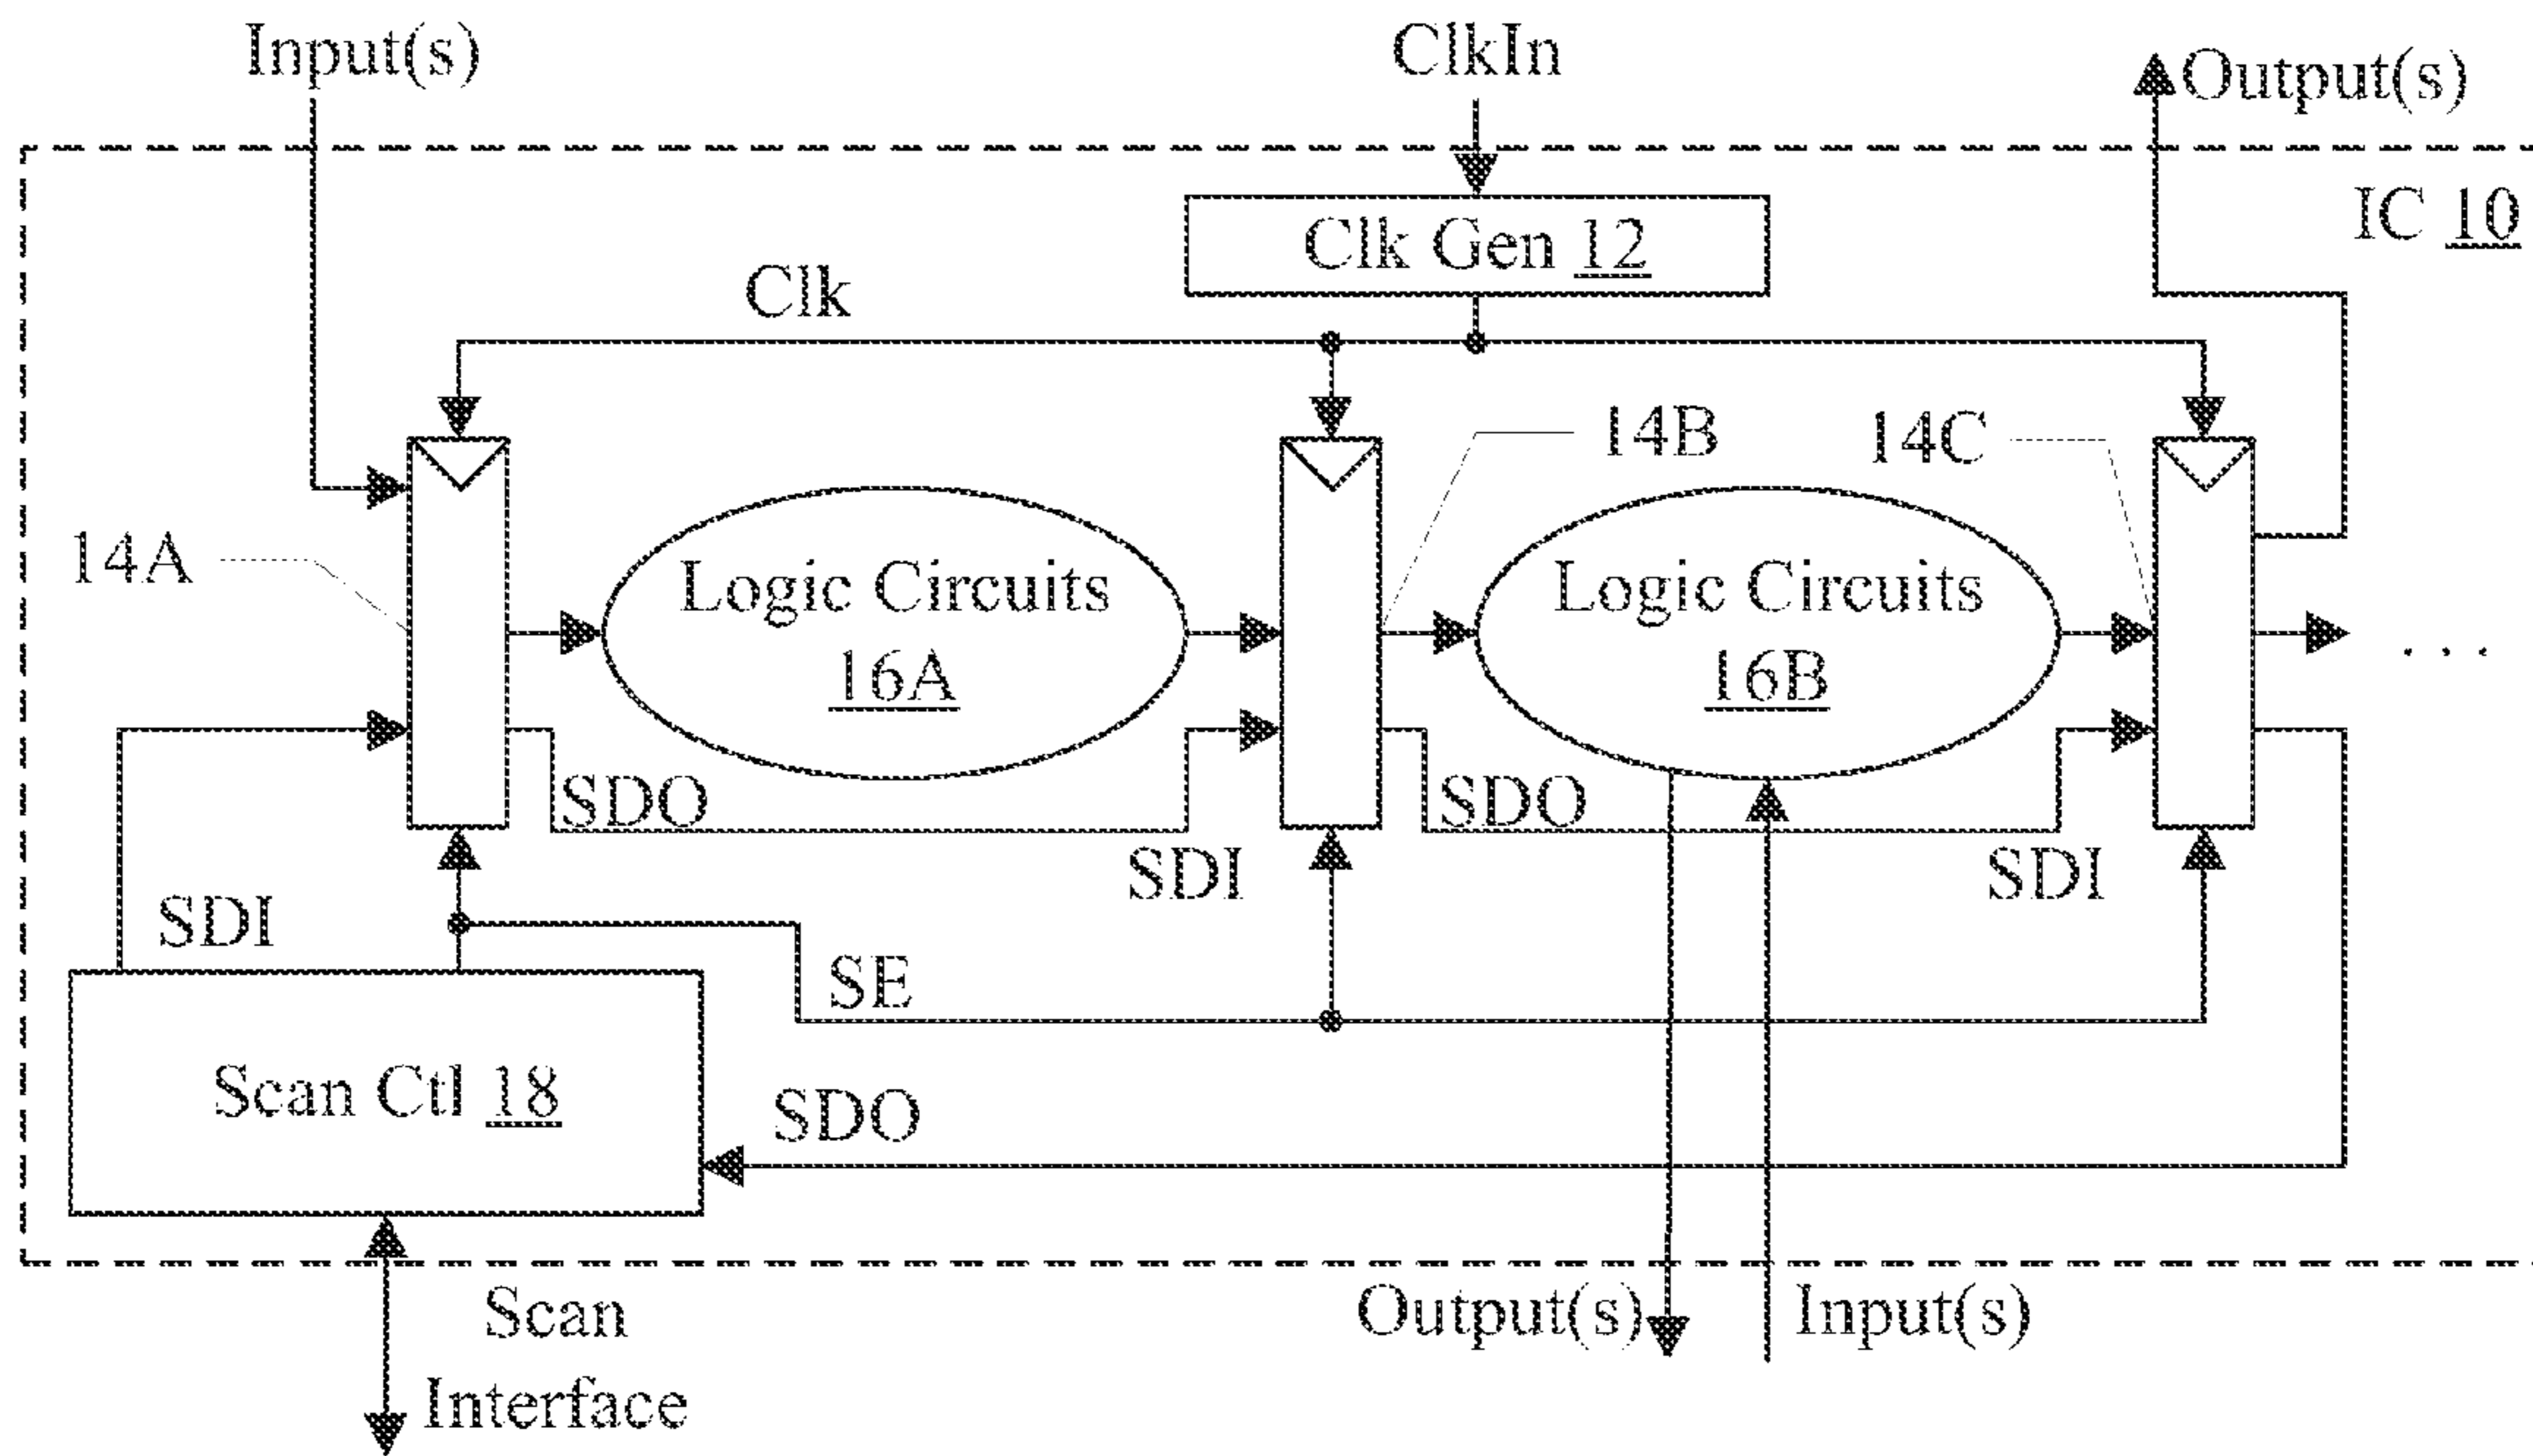 Input(s)
ClkIn
Output(s)
IC 10
Clk Gen 12
Clk
14B
14C
14A
Logic Circuits
16A
Logic Circuits
16B
SDO
SDO
SDI
SDI
SDI
SE
Scan Ctl 18
SDO
Scan
Interface
Output(s)
Input(s)
. . .